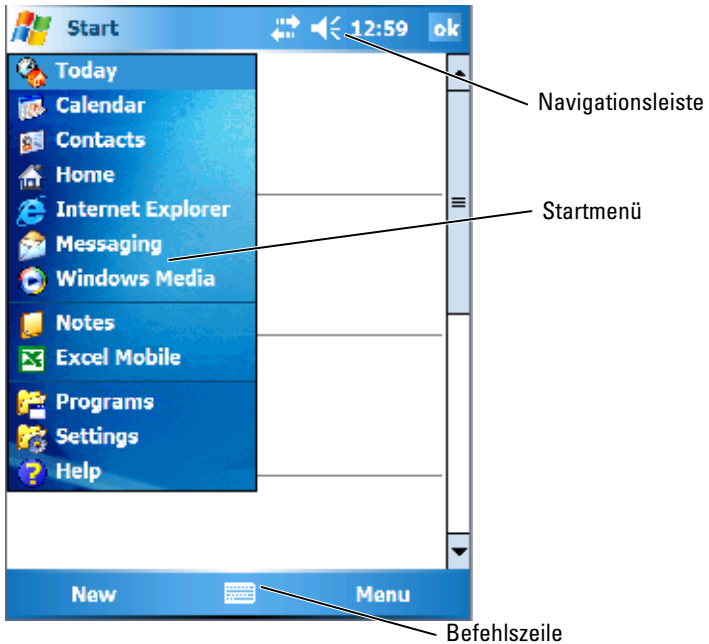 Start 12:59 ok
Today
Calendar
Contacts
Home
Internet Explorer
Messaging
Windows Media
Notes
Excel Mobile
Programs
Settings
Help
New Menu
Navigationsleiste
Startmenü
Befehlszeile